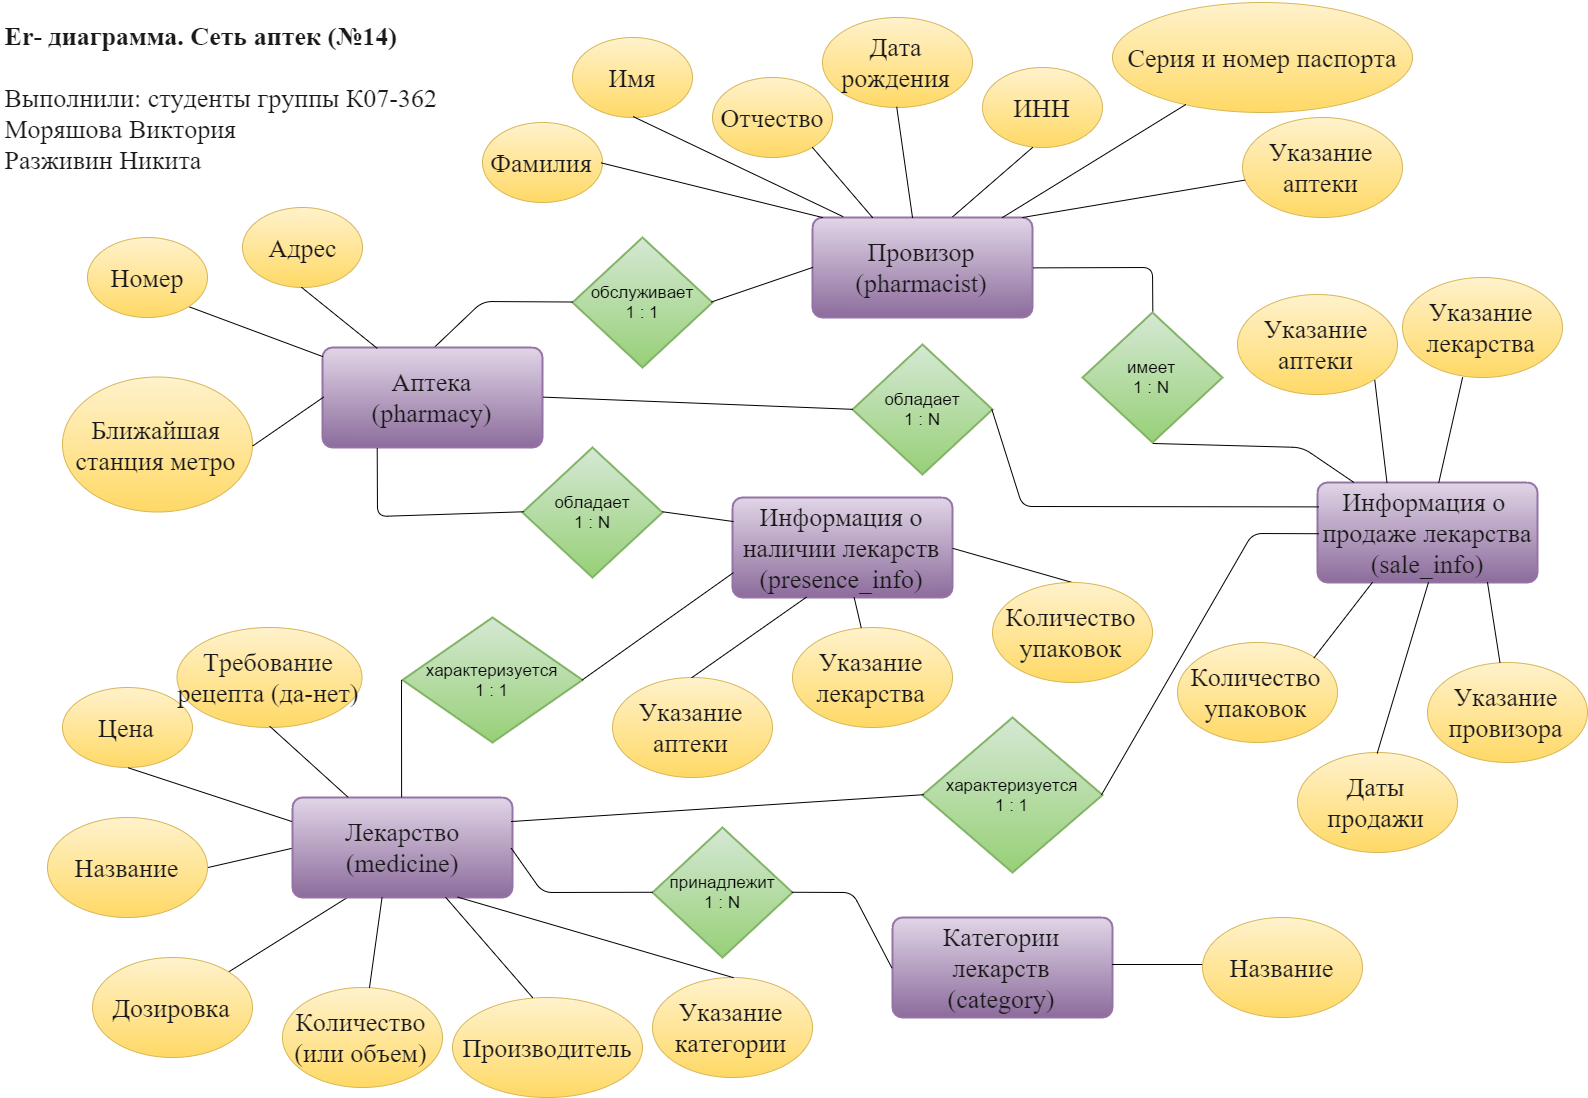 Er- диаграмма. Сеть аптек (№14)
Выполнили: студенты группы К07-362
Моряшова Виктория
Разживин Никита
Имя
Отчество
Дата
рождения
ИНН
Серия и номер паспорта
Фамилия
Указание
аптеки
Провизор
(pharmacist)
Номер
Адрес
Ближайшая
станция метро
Аптека
(pharmacy)
обслуживает
1 : 1
имеет
1 : N
обладает
1 : N
обладает
1 : N
Указание
аптеки
Указание
лекарства
Информация о
продаже лекарства
(sale_info)
Количество
упаковок
Даты
продажи
Указание
провизора
Информация о
наличии лекарств
(presence_info)
Указание
аптеки
Указание
лекарства
Количество
упаковок
характеризуется
1 : 1
характеризуется
1 : 1
Требование
рецепта (да-нет)
Цена
Название
Лекарство
(medicine)
Дозировка
Количество
(или объем)
Производитель
Указание
категории
принадлежит
1 : N
Категории
лекарств
(category)
Название